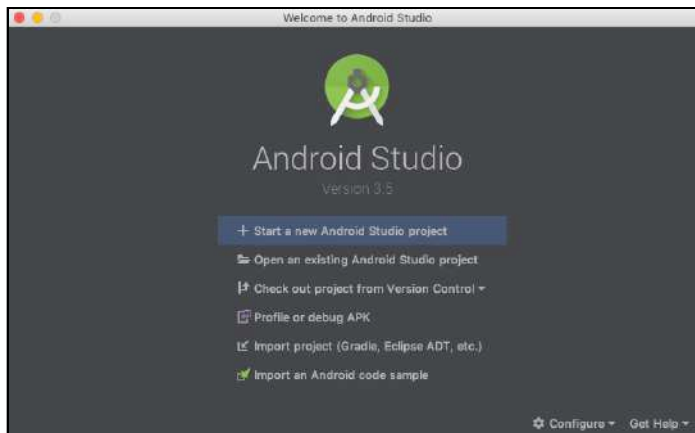 Welcome to Android Studio
Android Studio
Version 3.5
Start a new Android Studio project
Open an existing Android Studio project
Check out project from Version Control
Profile or debug APK
Import project (Gradle, Eclipse ADT, etc.)
Import an Android code sample
Configure Get Help